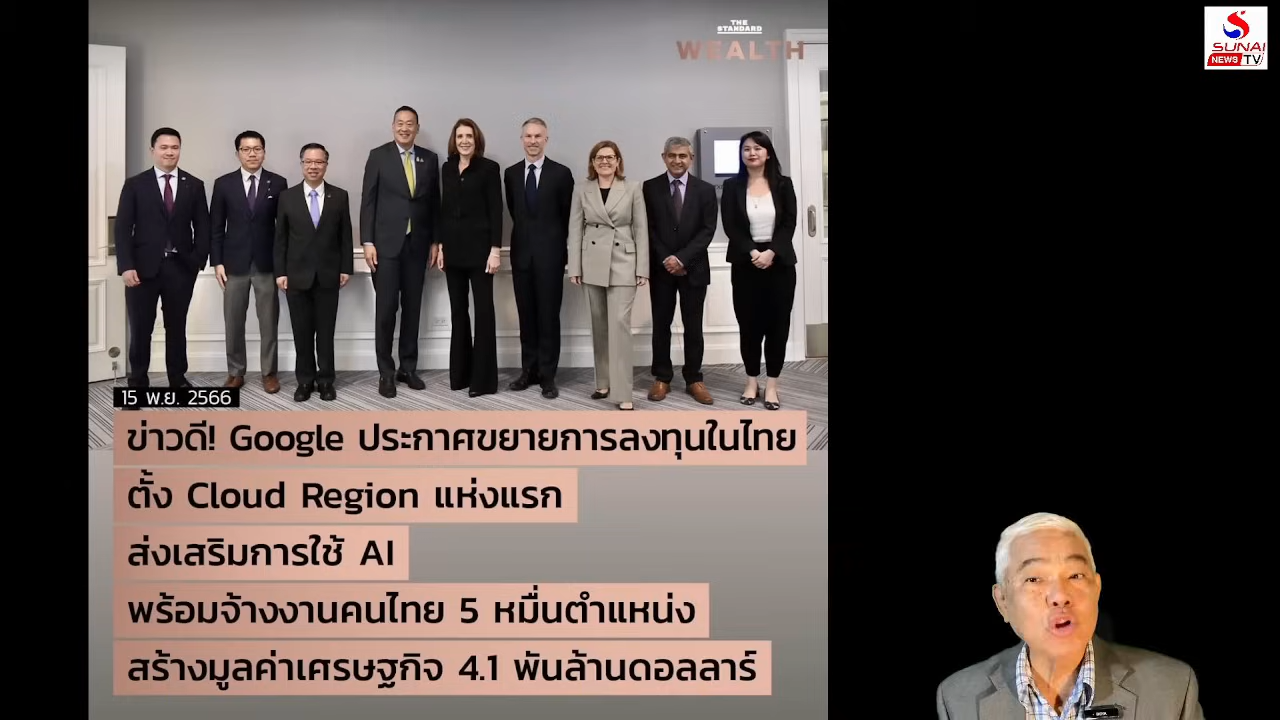 THE
STANDARD
WEALTH
SUNAI
NEWS TV
15 พ.ย. 2566
ข่าวดี! Google ประกาศขยายการลงทุนในไทย
ตั้ง Cloud Region แห่งแรก
ส่งเสริมการใช้ AI
พร้อมจ้างงานคนไทย 5 หมื่นตำแหน่ง
สร้างมูลค่าเศรษฐกิจ 4.1 พันล้านดอลลาร์